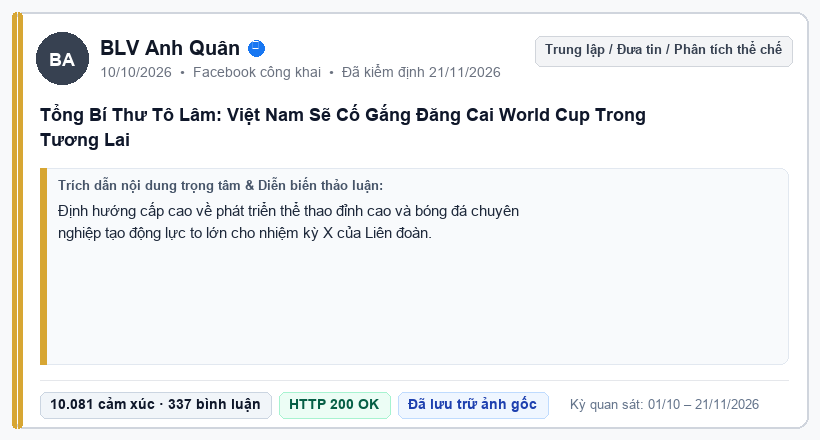 BA
BLV Anh Quân
Trung lập / Đưa tin / Phân tích thể chế
10/10/2026 • Facebook công khai • Đã kiểm định 21/11/2026
Tổng Bí Thư Tô Lâm: Việt Nam Sẽ Cố Gắng Đăng Cai World Cup Trong
Tương Lai
Trích dẫn nội dung trọng tâm & Diễn biến thảo luận:
Định hướng cấp cao về phát triển thể thao đỉnh cao và bóng đá chuyên
nghiệp tạo động lực to lớn cho nhiệm kỳ X của Liên đoàn.
10.081 cảm xúc · 337 bình luận
HTTP 200 OK
Đã lưu trữ ảnh gốc
Kỳ quan sát: 01/10 – 21/11/2026